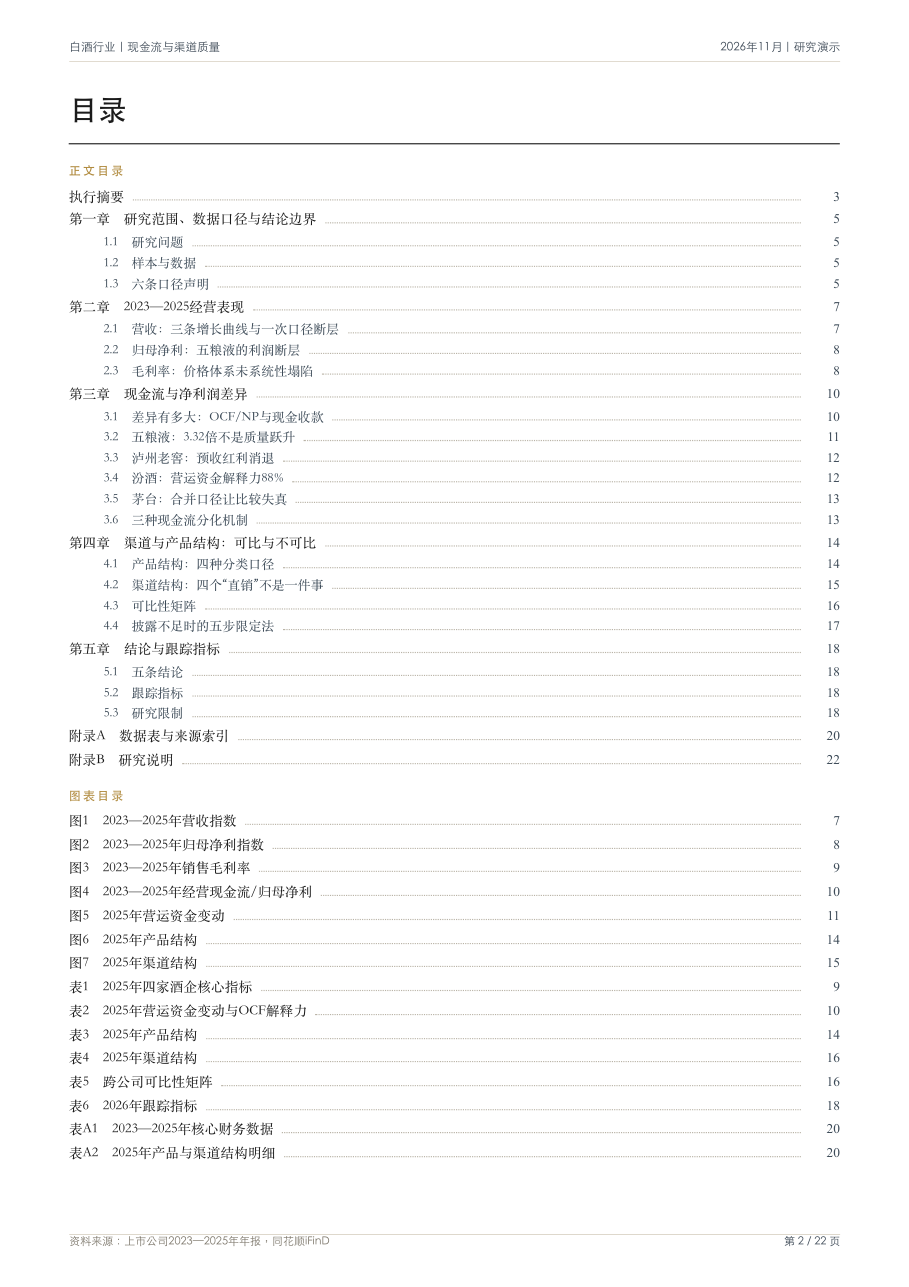 白酒行业丨现金流与渠道质量
2026年11月丨研究演示
目录
正文目录
执行摘要 3
第一章 研究范围、数据口径与结论边界 5
1.1 研究问题 5
1.2 样本与数据 5
1.3 六条口径声明 5
第二章 2023—2025经营表现 7
2.1 营收：三条增长曲线与一次口径断层 7
2.2 归母净利：五粮液的利润断层 8
2.3 毛利率：价格体系未系统性塌陷 8
第三章 现金流与净利润差异 10
3.1 差异有多大：OCF/NP与现金收款 10
3.2 五粮液：3.32倍不是质量跃升 11
3.3 泸州老窖：预收红利消退 12
3.4 汾酒：营运资金解释力88% 12
3.5 茅台：合并口径让比较失真 13
3.6 三种现金流分化机制 13
第四章 渠道与产品结构：可比与不可比 14
4.1 产品结构：四种分类口径 14
4.2 渠道结构：四个“直销”不是一件事 15
4.3 可比性矩阵 16
4.4 披露不足时的五步限定法 17
第五章 结论与跟踪指标 18
5.1 五条结论 18
5.2 跟踪指标 18
5.3 研究限制 18
附录A 数据表与来源索引 20
附录B 研究说明 22
图表目录
图1 2023—2025年营收指数 7
图2 2023—2025年归母净利指数 8
图3 2023—2025年销售毛利率 9
图4 2023—2025年经营现金流/归母净利 10
图5 2025年营运资金变动 11
图6 2025年产品结构 14
图7 2025年渠道结构 15
表1 2025年四家酒企核心指标 9
表2 2025年营运资金变动与OCF解释力 10
表3 2025年产品结构 14
表4 2025年渠道结构 16
表5 跨公司可比性矩阵 16
表6 2026年跟踪指标 18
表A1 2023—2025年核心财务数据 20
表A2 2025年产品与渠道结构明细 20
资料来源：上市公司2023—2025年年报·同花顺iFinD
第 2 / 22 页